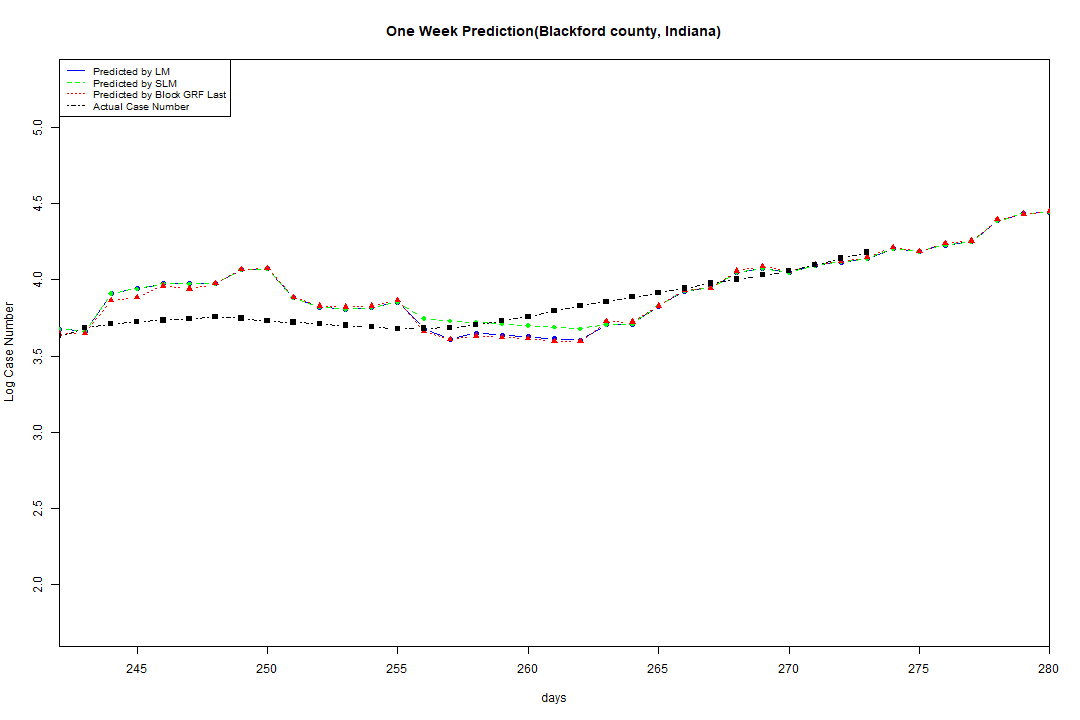 One Week Prediction(Blackford county, Indiana)
Predicted by LM
Predicted by SLM
Predicted by Block GRF Last
Actual Case Number
5.0
4.5
4.0
3.5
3.0
2.5
2.0
Log Case Number
245 250 255 260 265 270 275 280
days